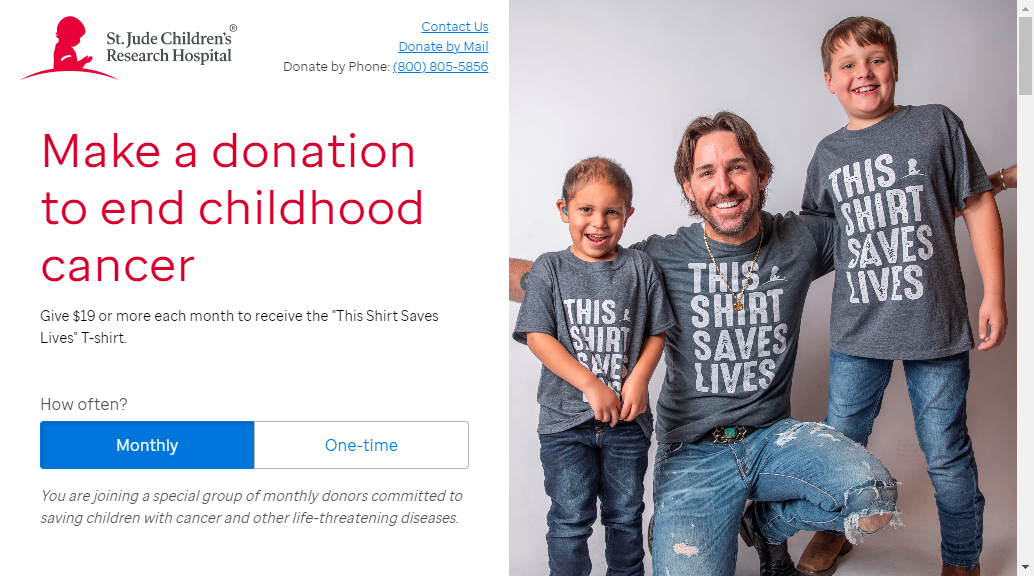 St. Jude Children's®
Research Hospital
Contact Us
Donate by Mail
Donate by Phone: (800) 805-5856
Make a donation
to end childhood
cancer
Give $19 or more each month to receive the "This Shirt Saves
Lives" T-shirt.
How often?
Monthly
One-time
You are joining a special group of monthly donors committed to
saving children with cancer and other life-threatening diseases.
THIS
SHIRT
SAVES
LIVES
THIS
SHIRT
SAVES
LIVES
THIS
SHIRT
SAVES
LIVES